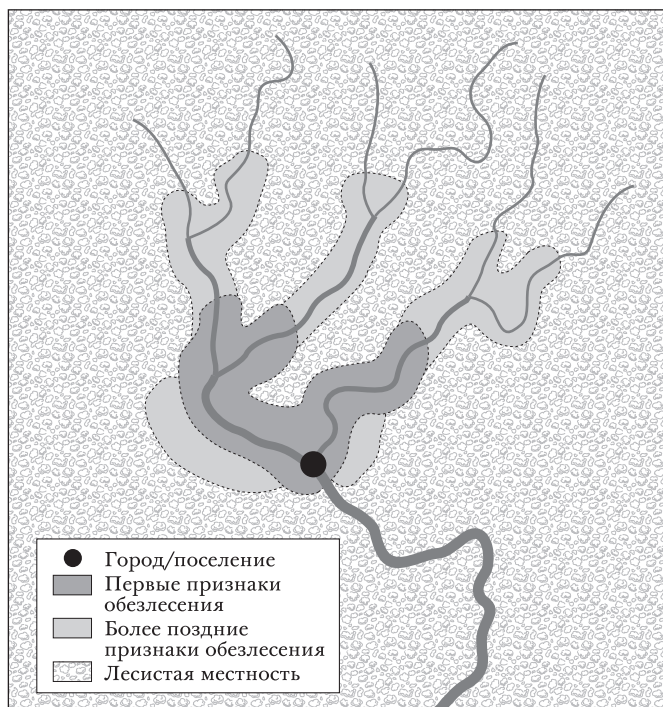 Город/поселение
Первые признаки
обезлесения
Более поздние
признаки обезлесения
Лесистая местность